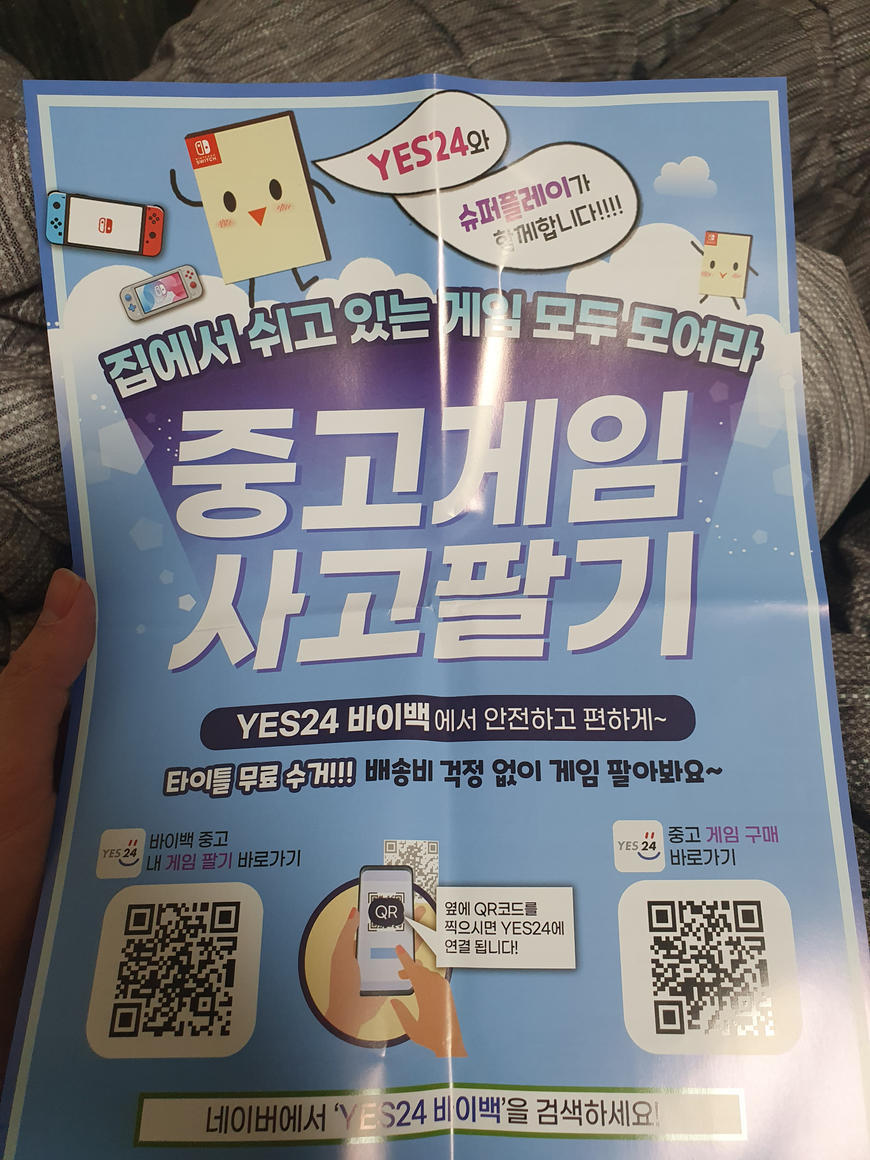 NINTENDO SWITCH
YES24와
슈퍼플레이가
함께합니다!!!!
집에서 쉬고 있는 게임 모두 모여라
중고게임
사고팔기
YES24 바이백에서 안전하고 편하게~
타이틀 무료 수거!!! 배송비 걱정 없이 게임 팔아봐요~
YES24
바이백 중고
내 게임 팔기 바로가기
QR
옆에 QR코드를
찍으시면 YES24에
연결 됩니다!
YES24
중고 게임 구매
바로가기
네이버에서 ‘YES24 바이백’을 검색하세요!